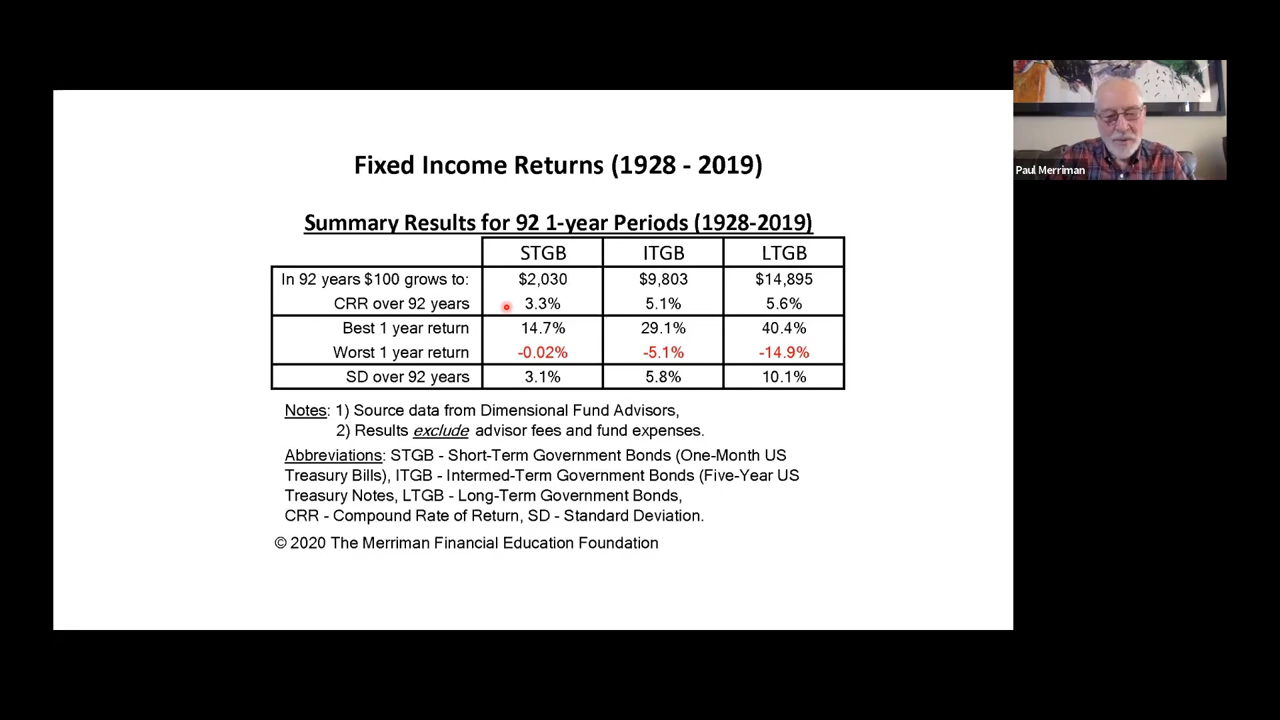 Fixed Income Returns (1928 - 2019)
Summary Results for 92 1-year Periods (1928-2019)
STGB ITGB LTGB
In 92 years $100 grows to: $2,030 $9,803 $14,895
CRR over 92 years 3.3% 5.1% 5.6%
Best 1 year return 14.7% 29.1% 40.4%
Worst 1 year return -0.02% -5.1% -14.9%
SD over 92 years 3.1% 5.8% 10.1%
Notes: 1) Source data from Dimensional Fund Advisors,
2) Results exclude advisor fees and fund expenses.
Abbreviations: STGB - Short-Term Government Bonds (One-Month US
Treasury Bills), ITGB - Intermed-Term Government Bonds (Five-Year US
Treasury Notes, LTGB - Long-Term Government Bonds,
CRR - Compound Rate of Return, SD - Standard Deviation.
© 2020 The Merriman Financial Education Foundation
Paul Merriman